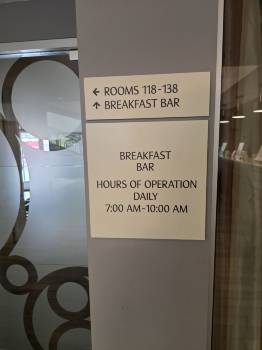 ← ROOMS 118-138
↑ BREAKFAST BAR
BREAKFAST
BAR
HOURS OF OPERATION
DAILY
7:00 AM-10:00 AM